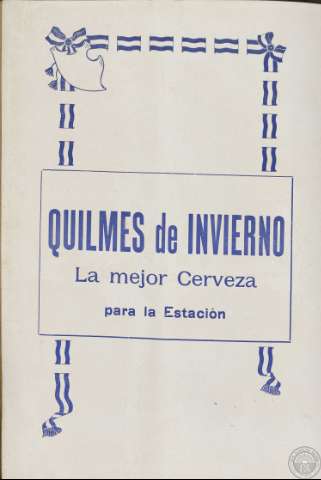 QUILMES de INVIERNO
La mejor Cerveza
para la Estación